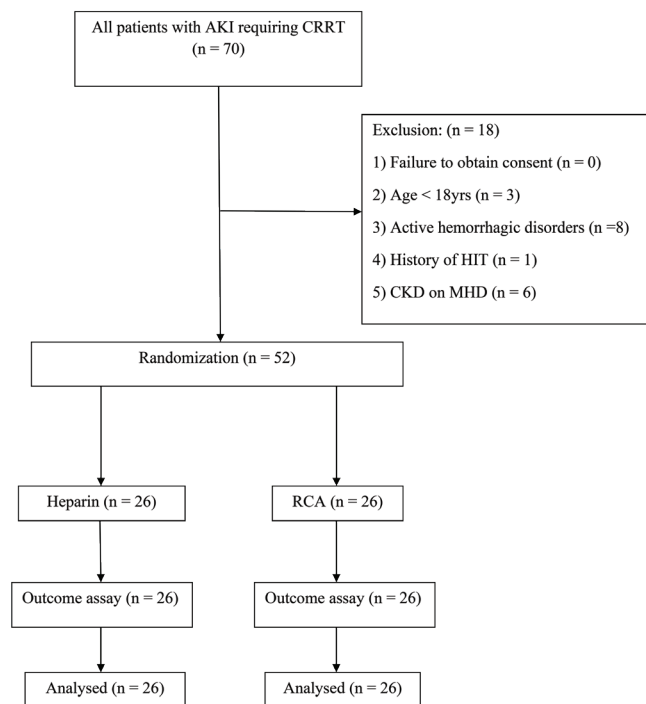 All patients with AKI requiring CRRT
(n = 70)
Exclusion: (n = 18)
1) Failure to obtain consent (n = 0)
2) Age < 18yrs (n = 3)
3) Active hemorrhagic disorders (n =8)
4) History of HIT (n = 1)
5) CKD on MHD (n = 6)
Randomization (n = 52)
Heparin (n = 26)
RCA (n = 26)
Outcome assay (n = 26)
Outcome assay (n = 26)
Analysed (n = 26)
Analysed (n = 26)